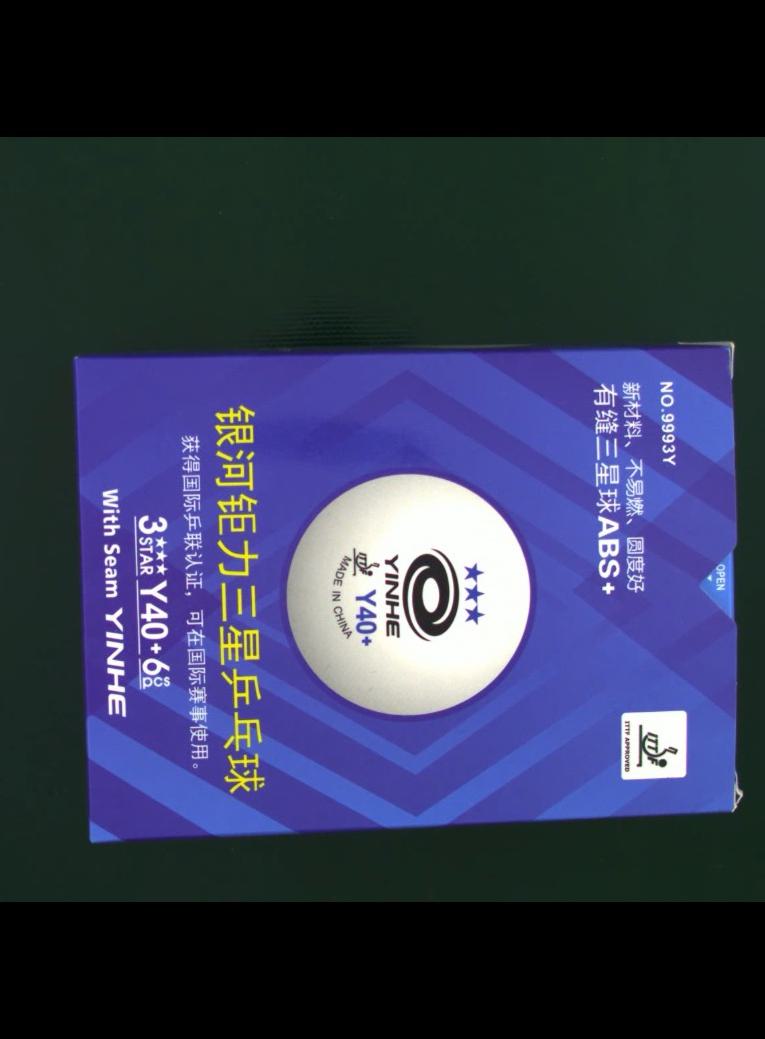 NO.9993Y
新材料、不易燃、圆度好
有缝三星球ABS+
OPEN
ITTF
ITTF APPROVED
★★★
YINHE
ITTF Y40+
MADE IN CHINA
银河钜力三星乒乓球
获得国际乒联认证，可在国际赛事使用。
3★★★STAR Y40+6PCS
With Seam YINHE